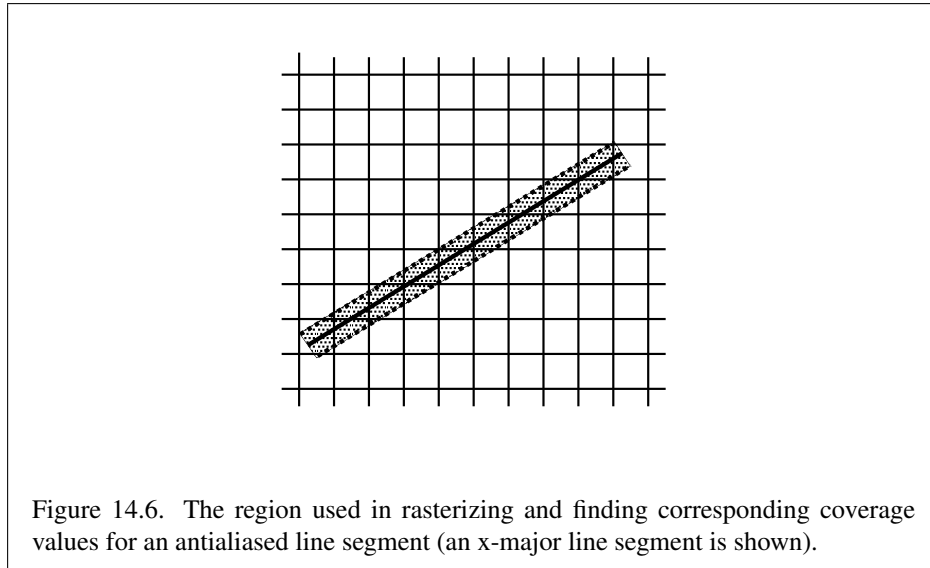 Figure 14.6. The region used in rasterizing and finding corresponding coverage
values for an antialiased line segment (an x-major line segment is shown).